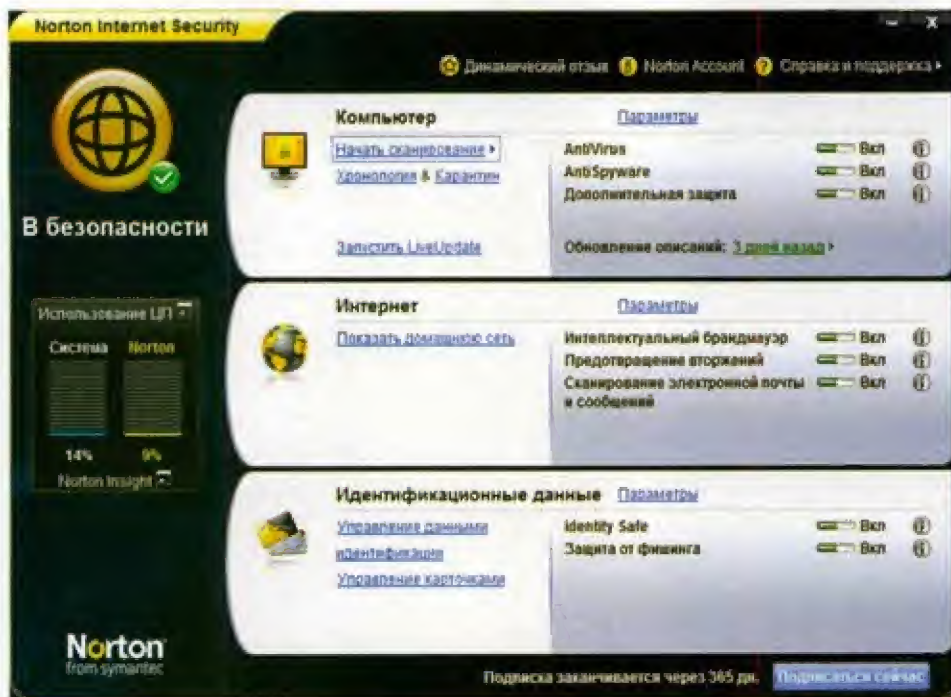 Norton Internet Security
Динамический отзыв Norton Account Справка и поддержка
В безопасности
Использование ЦП
Система Norton
14% 9%
Norton Insight
Norton
from symantec
Компьютер Параметры
Начать сканирование
Хронология & Карантин
Запустить LiveUpdate
AntiVirus Вкл
AntiSpyware Вкл
Дополнительная защита Вкл
Обновление описаний: 3 дней назад
Интернет Параметры
Показать домашнюю сеть
Интеллектуальный брандмауэр Вкл
Предотвращение вторжений Вкл
Сканирование электронной почты Вкл
и сообщений
Идентификационные данные Параметры
Управление данными
идентификации
Управление карточками
Identity Safe Вкл
Защита от фишинга Вкл
Подписка заканчивается через 365 дн. Подписаться сейчас